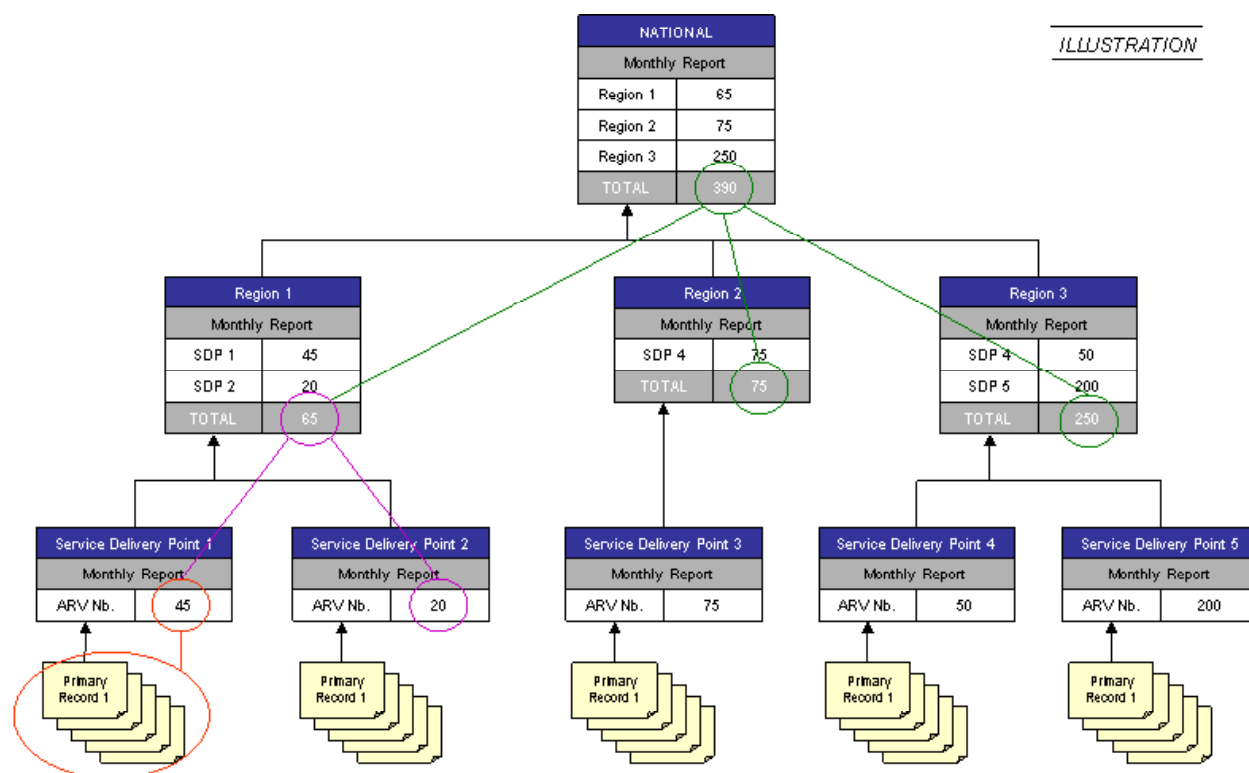 NATIONAL
ILLUSTRATION
Monthly Report
Region 1 65
Region 2 75
Region 3 250
TOTAL 390
Region 1
Monthly Report
SDP 1 45
SDP 2 20
TOTAL 65
Region 2
Monthly Report
SDP 4 75
TOTAL 75
Region 3
Monthly Report
SDP 4 50
SDP 5 200
TOTAL 250
Service Delivery Point 1
Monthly Report
ARV Nb. 45
Service Delivery Point 2
Monthly Report
ARV Nb. 20
Service Delivery Point 3
Monthly Report
ARV Nb. 75
Service Delivery Point 4
Monthly Report
ARV Nb. 50
Service Delivery Point 5
Monthly Report
ARV Nb. 200
Primary
Record 1
Primary
Record 1
Primary
Record 1
Primary
Record 1
Primary
Record 1